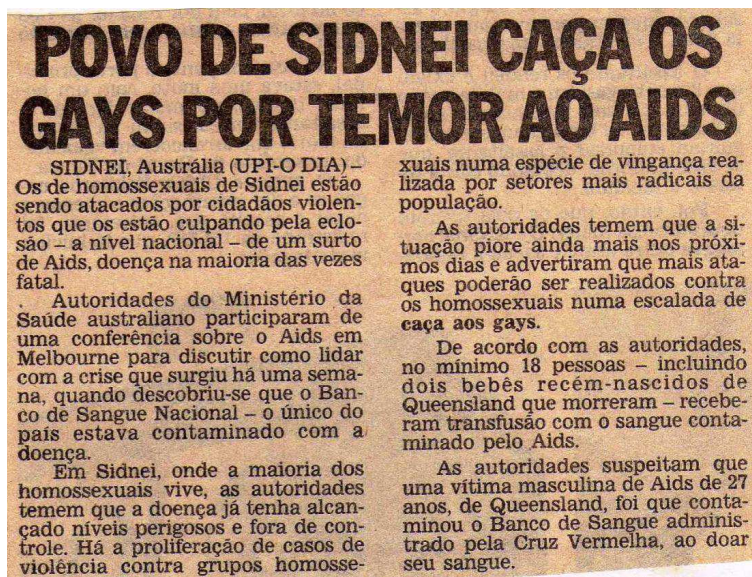 POVO DE SIDNEI CAÇA OS
GAYS POR TEMOR AO AIDS
SIDNEI, Austrália (UPI-O DIA) –
Os de homossexuais de Sidnei estão
sendo atacados por cidadãos violen-
tos que os estão culpando pela eclo-
são – a nível nacional – de um surto
de Aids, doença na maioria das vezes
fatal.
Autoridades do Ministério da
Saúde australiano participaram de
uma conferência sobre o Aids em
Melbourne para discutir como lidar
com a crise que surgiu há uma sema-
na, quando descobriu-se que o Ban-
co de Sangue Nacional – o único do
país estava contaminado com a
doença.
Em Sidnei, onde a maioria dos
homossexuais vive, as autoridades
temem que a doença já tenha alcan-
çado níveis perigosos e fora de con-
trole. Há a proliferação de casos de
violência contra grupos homosse-
xuais numa espécie de vingança rea-
lizada por setores mais radicais da
população.
As autoridades temem que a si-
tuação piore ainda mais nos próxi-
mos dias e advertiram que mais ata-
ques poderão ser realizados contra
os homossexuais numa escalada de
caça aos gays.
De acordo com as autoridades,
no mínimo 18 pessoas – incluindo
dois bebês recém-nascidos de
Queensland que morreram – recebe-
ram transfusão com o sangue conta-
minado pelo Aids.
As autoridades suspeitam que
uma vítima masculina de Aids de 27
anos, de Queensland, foi que conta-
minou o Banco de Sangue adminis-
trado pela Cruz Vermelha, ao doar
seu sangue.